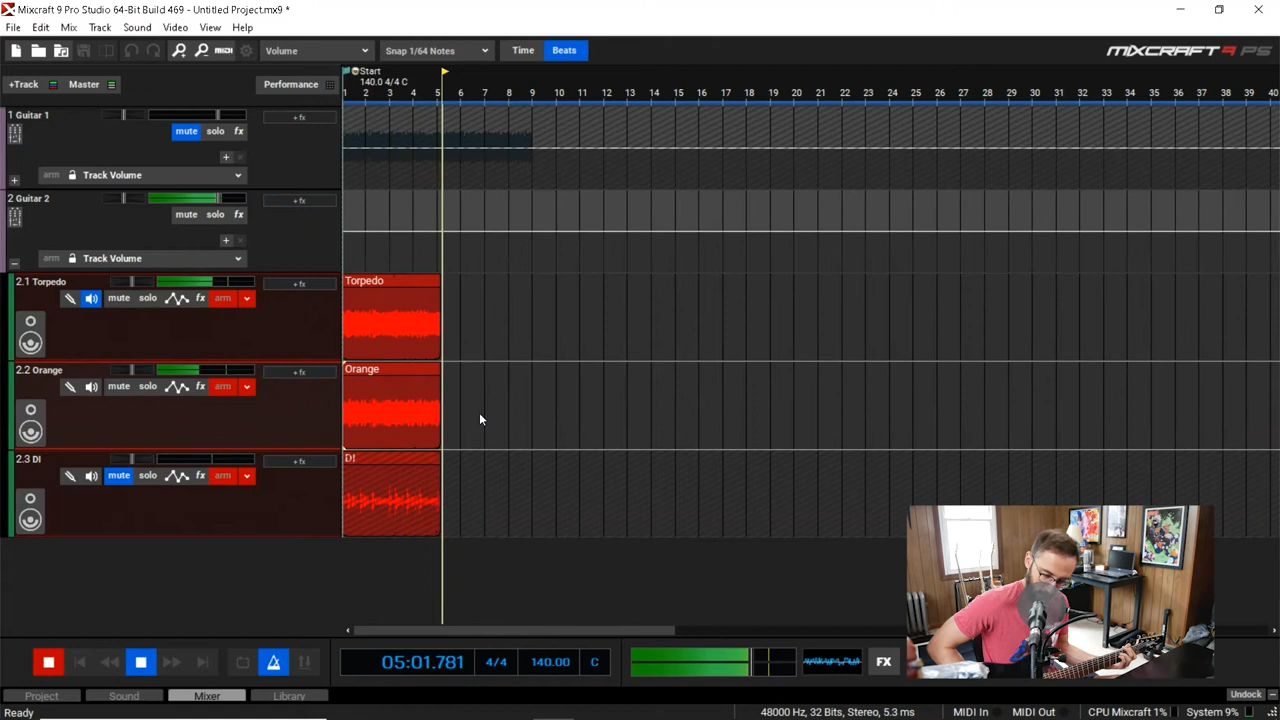 Mixcraft 9 Pro Studio 64-Bit Build 469 - Untitled Project.mx9 *
File Edit Mix Track Sound Video View Help
MIDI Volume Snap 1/64 Notes Time Beats MIXCRAFT 9 PS
+Track Master Performance
Start
140.0 4/4 C
1 2 3 4 5 6 7 8 9 10 11 12 13 14 15 16 17 18 19 20 21 22 23 24 25 26 27 28 29 30 31 32 33 34 35 36 37 38 39 40
1 Guitar 1 +fx
mute solo fx
arm Track Volume
2 Guitar 2 +fx
mute solo fx
arm Track Volume
2.1 Torpedo +fx Torpedo
mute solo fx arm
2.2 Orange +fx Orange
mute solo fx arm
2.3 DI +fx DI
mute solo fx arm
05:01.781 4/4 140.00 C FX
Project Sound Mixer Library Undock
Ready 48000 Hz, 32 Bits, Stereo, 5.3 ms MIDI In MIDI Out CPU Mixcraft 1% System 9%